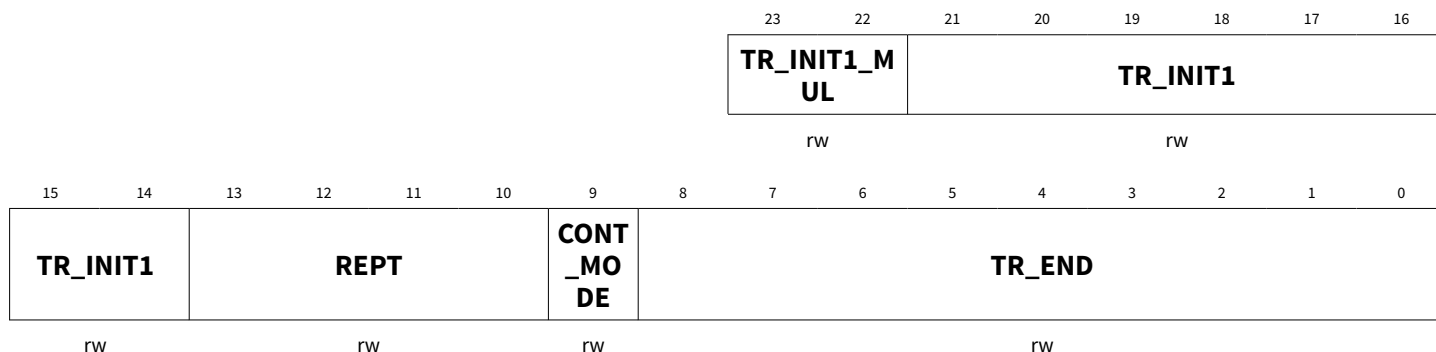 23 22 21 20 19 18 17 16
TR_INIT1_M
UL
TR_INIT1
rw rw
15 14 13 12 11 10 9 8 7 6 5 4 3 2 1 0
TR_INIT1 REPT
CONT
_MO
DE
TR_END
rw rw rw rw